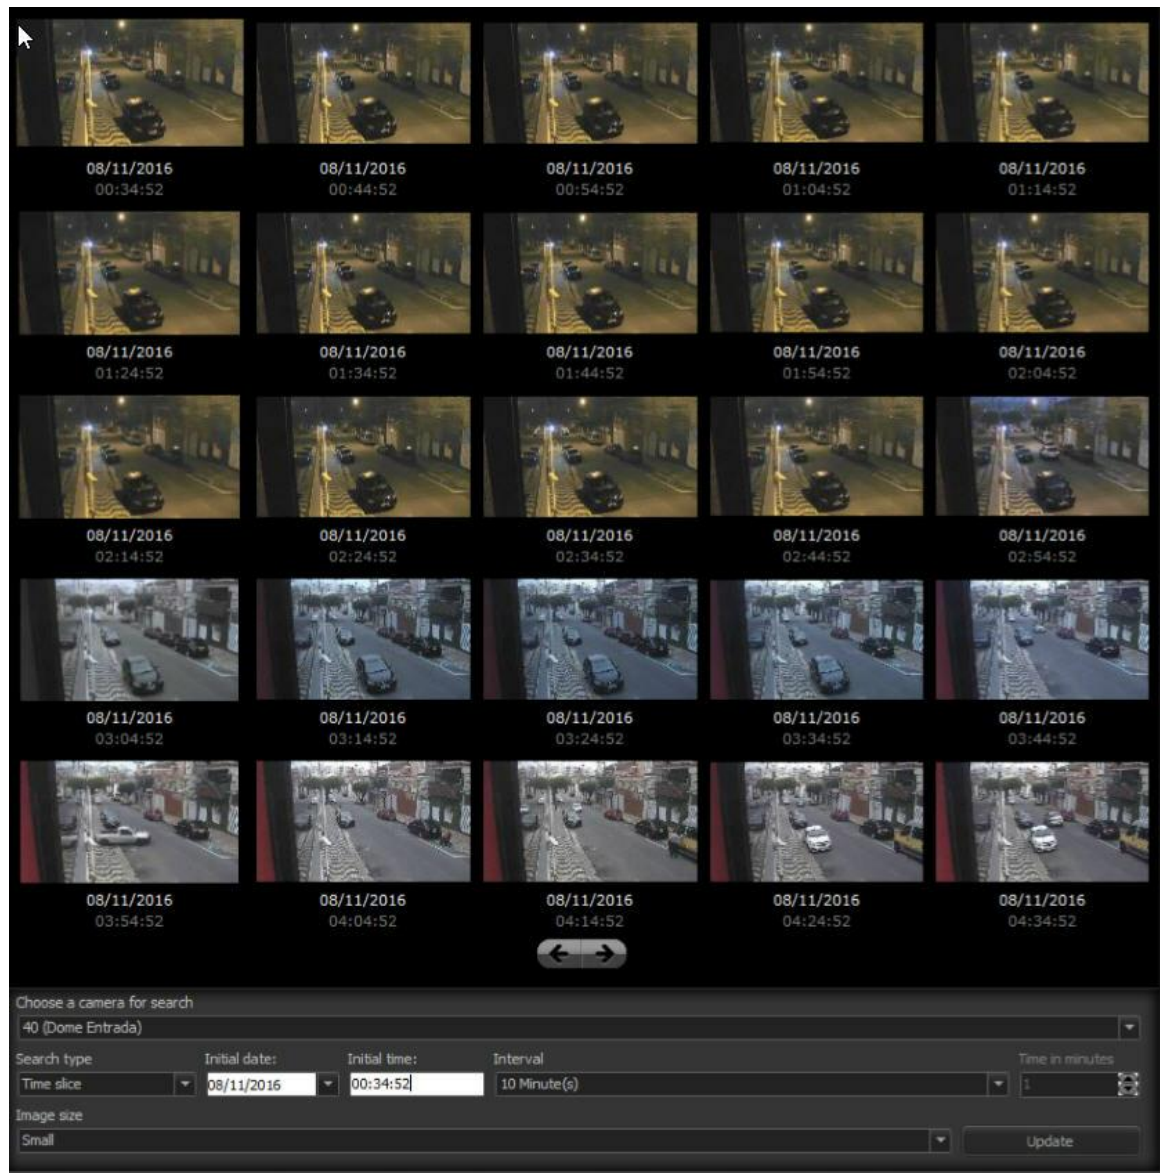 08/11/2016 08/11/2016 08/11/2016 08/11/2016 08/11/2016
00:34:52 00:44:52 00:54:52 01:04:52 01:14:52
08/11/2016 08/11/2016 08/11/2016 08/11/2016 08/11/2016
01:24:52 01:34:52 01:44:52 01:54:52 02:04:52
08/11/2016 08/11/2016 08/11/2016 08/11/2016 08/11/2016
02:14:52 02:24:52 02:34:52 02:44:52 02:54:52
08/11/2016 08/11/2016 08/11/2016 08/11/2016 08/11/2016
03:04:52 03:14:52 03:24:52 03:34:52 03:44:52
08/11/2016 08/11/2016 08/11/2016 08/11/2016 08/11/2016
03:54:52 04:04:52 04:14:52 04:24:52 04:34:52
Choose a camera for search
40 (Dome Entrada)
Search type Initial date: Initial time: Interval Time in minutes
Time slice 08/11/2016 00:34:52 10 Minute(s) 1
Image size
Small Update